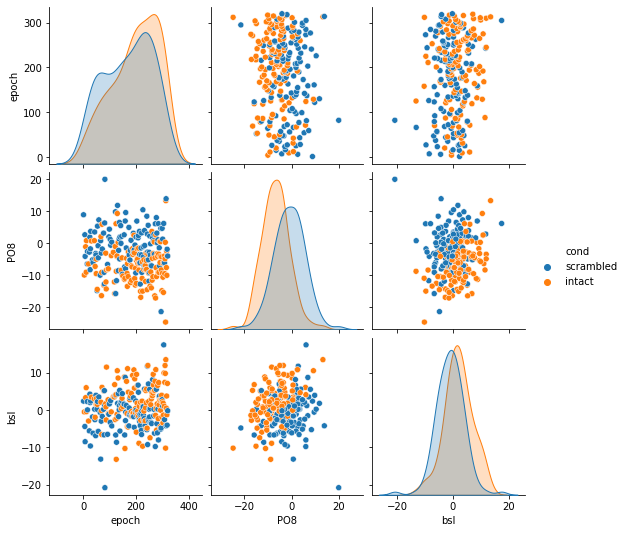 300
200
100
0
epoch
20
10
0
−10
−20
PO8
cond
scrambled
intact
10
0
−10
−20
bsl
0 200 400
−20 0 20
−20 0 20
epoch PO8 bsl